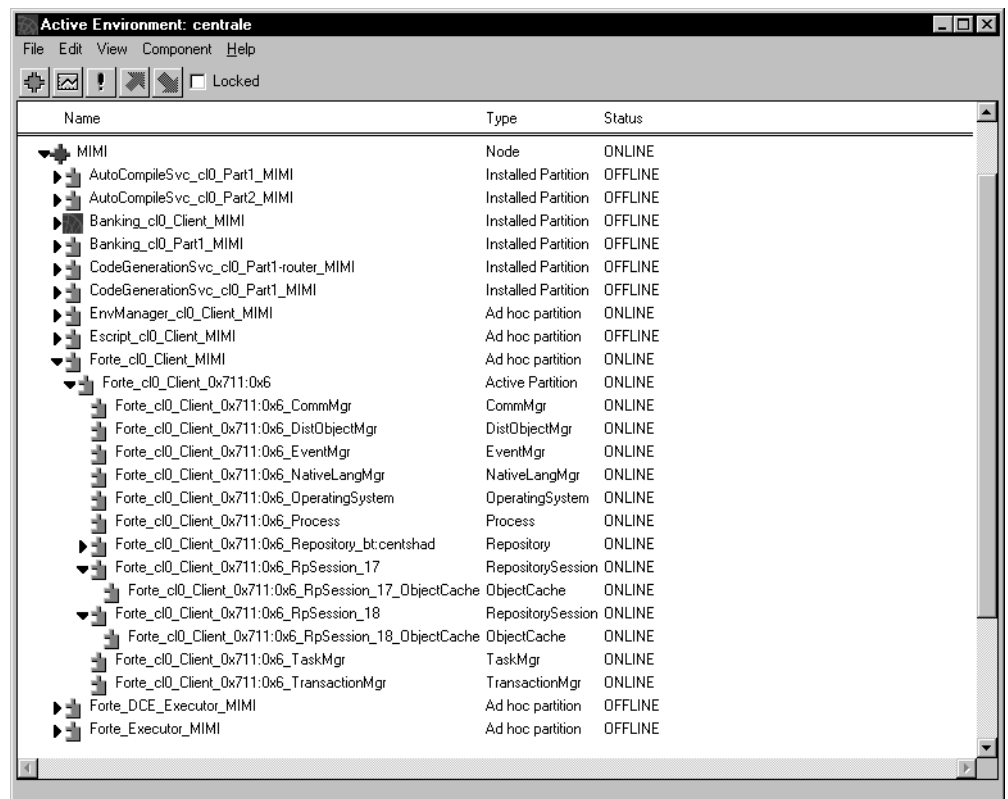 Active Environment: centrale
File Edit View Component Help
Locked
Name Type Status
MIMI Node ONLINE
AutoCompileSvc_cl0_Part1_MIMI Installed Partition OFFLINE
AutoCompileSvc_cl0_Part2_MIMI Installed Partition OFFLINE
Banking_cl0_Client_MIMI Installed Partition OFFLINE
Banking_cl0_Part1_MIMI Installed Partition OFFLINE
CodeGenerationSvc_cl0_Part1-router_MIMI Installed Partition OFFLINE
CodeGenerationSvc_cl0_Part1_MIMI Installed Partition OFFLINE
EnvManager_cl0_Client_MIMI Ad hoc partition ONLINE
Escript_cl0_Client_MIMI Ad hoc partition OFFLINE
Forte_cl0_Client_MIMI Ad hoc partition ONLINE
Forte_cl0_Client_0x711:0x6 Active Partition ONLINE
Forte_cl0_Client_0x711:0x6_CommMgr CommMgr ONLINE
Forte_cl0_Client_0x711:0x6_DistObjectMgr DistObjectMgr ONLINE
Forte_cl0_Client_0x711:0x6_EventMgr EventMgr ONLINE
Forte_cl0_Client_0x711:0x6_NativeLangMgr NativeLangMgr ONLINE
Forte_cl0_Client_0x711:0x6_OperatingSystem OperatingSystem ONLINE
Forte_cl0_Client_0x711:0x6_Process Process ONLINE
Forte_cl0_Client_0x711:0x6_Repository_bt:centshad Repository ONLINE
Forte_cl0_Client_0x711:0x6_RpSession_17 RepositorySession ONLINE
Forte_cl0_Client_0x711:0x6_RpSession_17_ObjectCache ObjectCache ONLINE
Forte_cl0_Client_0x711:0x6_RpSession_18 RepositorySession ONLINE
Forte_cl0_Client_0x711:0x6_RpSession_18_ObjectCache ObjectCache ONLINE
Forte_cl0_Client_0x711:0x6_TaskMgr TaskMgr ONLINE
Forte_cl0_Client_0x711:0x6_TransactionMgr TransactionMgr ONLINE
Forte_DCE_Executor_MIMI Ad hoc partition OFFLINE
Forte_Executor_MIMI Ad hoc partition OFFLINE